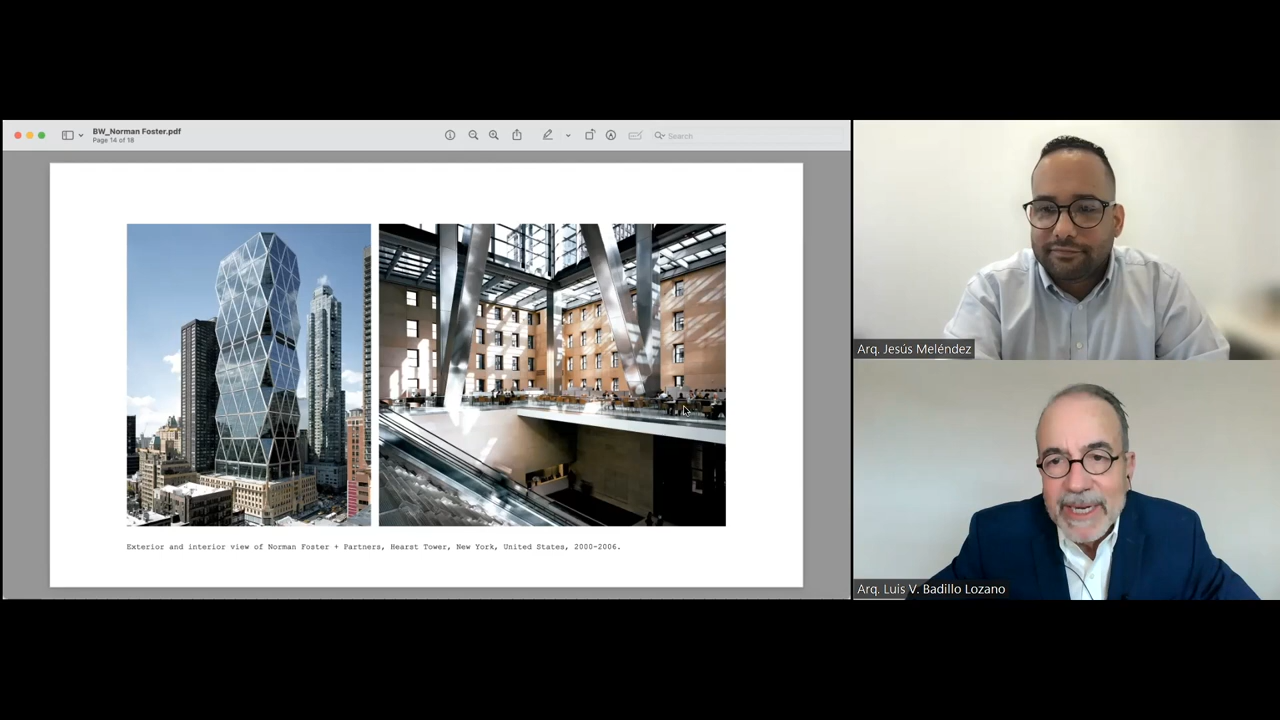 BW_Norman Foster.pdf
Page 14 of 18
Search
Exterior and interior view of Norman Foster + Partners, Hearst Tower, New York, United States, 2000-2006.
Arq. Jesús Meléndez
Arq. Luis V. Badillo Lozano